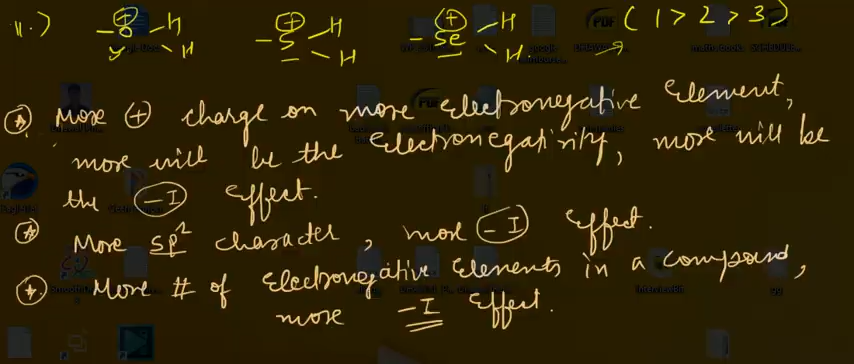 ii.) -O⊕ H H -S⊕ H H -Se⊕ H H. → (1 > 2 > 3)
* More ⊕ charge on more Electronegative Element,
more will be the Electronegativity, more will be
the -I Effect.
* More sp² character, more -I Effect.
* More # of Electronegative Elements in a compound,
more -I Effect.